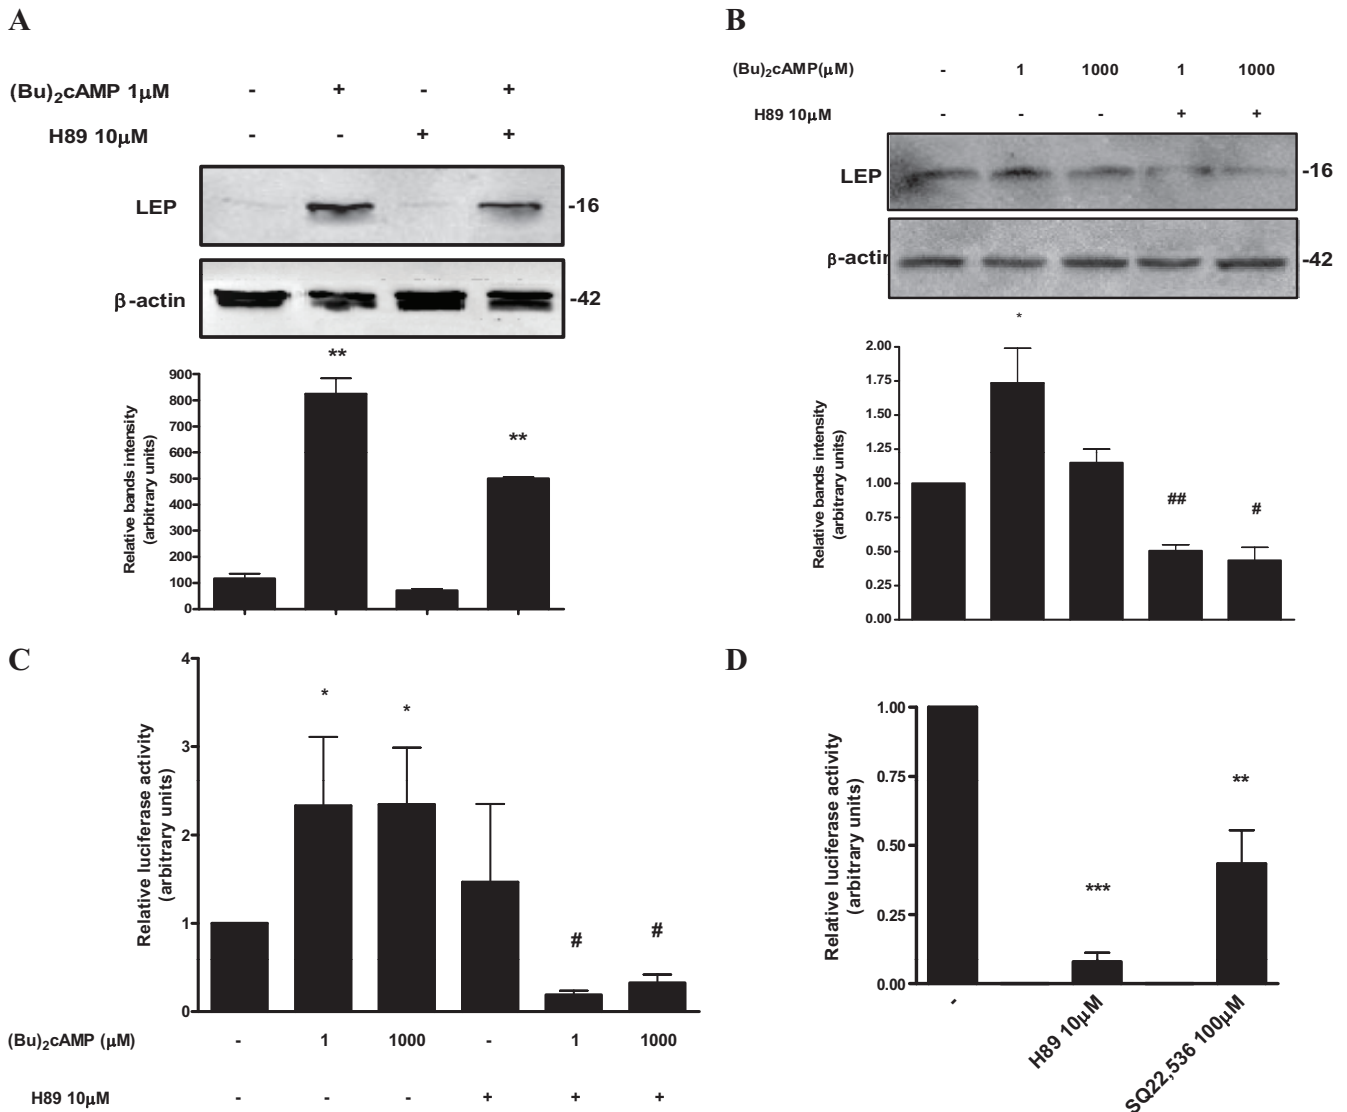 A
(Bu)₂cAMP 1μM - + - +
H89 10μM - - + +
LEP -16
β-actin -42
**
**
Relative bands intensity
(arbitrary units)
900
800
700
600
500
400
300
200
100
0
B
(Bu)₂cAMP(μM) - 1 1000 1 1000
H89 10μM - - - + +
LEP -16
β-actir -42
*
##
#
Relative bands intensity
(arbitrary units)
2.00
1.75
1.50
1.25
1.00
0.75
0.50
0.25
0.00
C
*
*
#
#
Relative luciferase activity
(arbitrary units)
4
3
2
1
0
(Bu)₂cAMP (μM) - 1 1000 - 1 1000
H89 10μM - - - + + +
D
***
**
Relative luciferase activity
(arbitrary units)
1.00
0.75
0.50
0.25
0.00
-
H89 10μM
SQ22,536 100μM